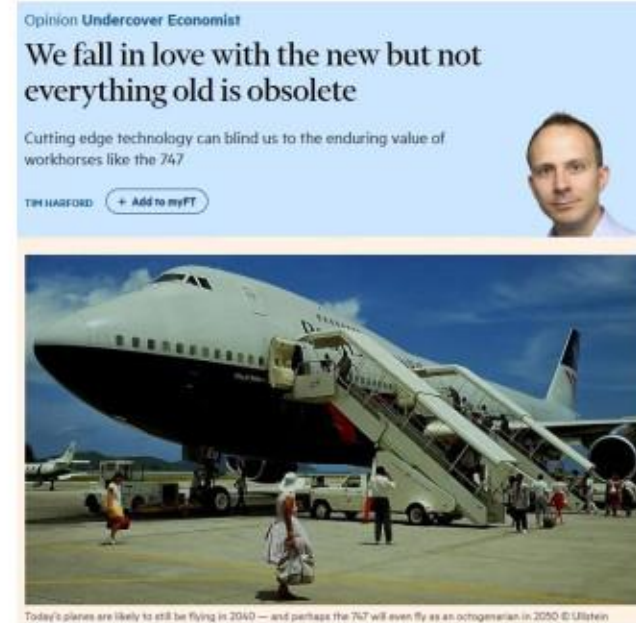 Opinion Undercover Economist
We fall in love with the new but not
everything old is obsolete
Cutting edge technology can blind us to the enduring value of
workhorses like the 747
TIM HARFORD + Add to myFT
Today's planes are likely to still be flying in 2040 — and perhaps the 747 will even fly as an octogenarian in 2050 © Ullstein